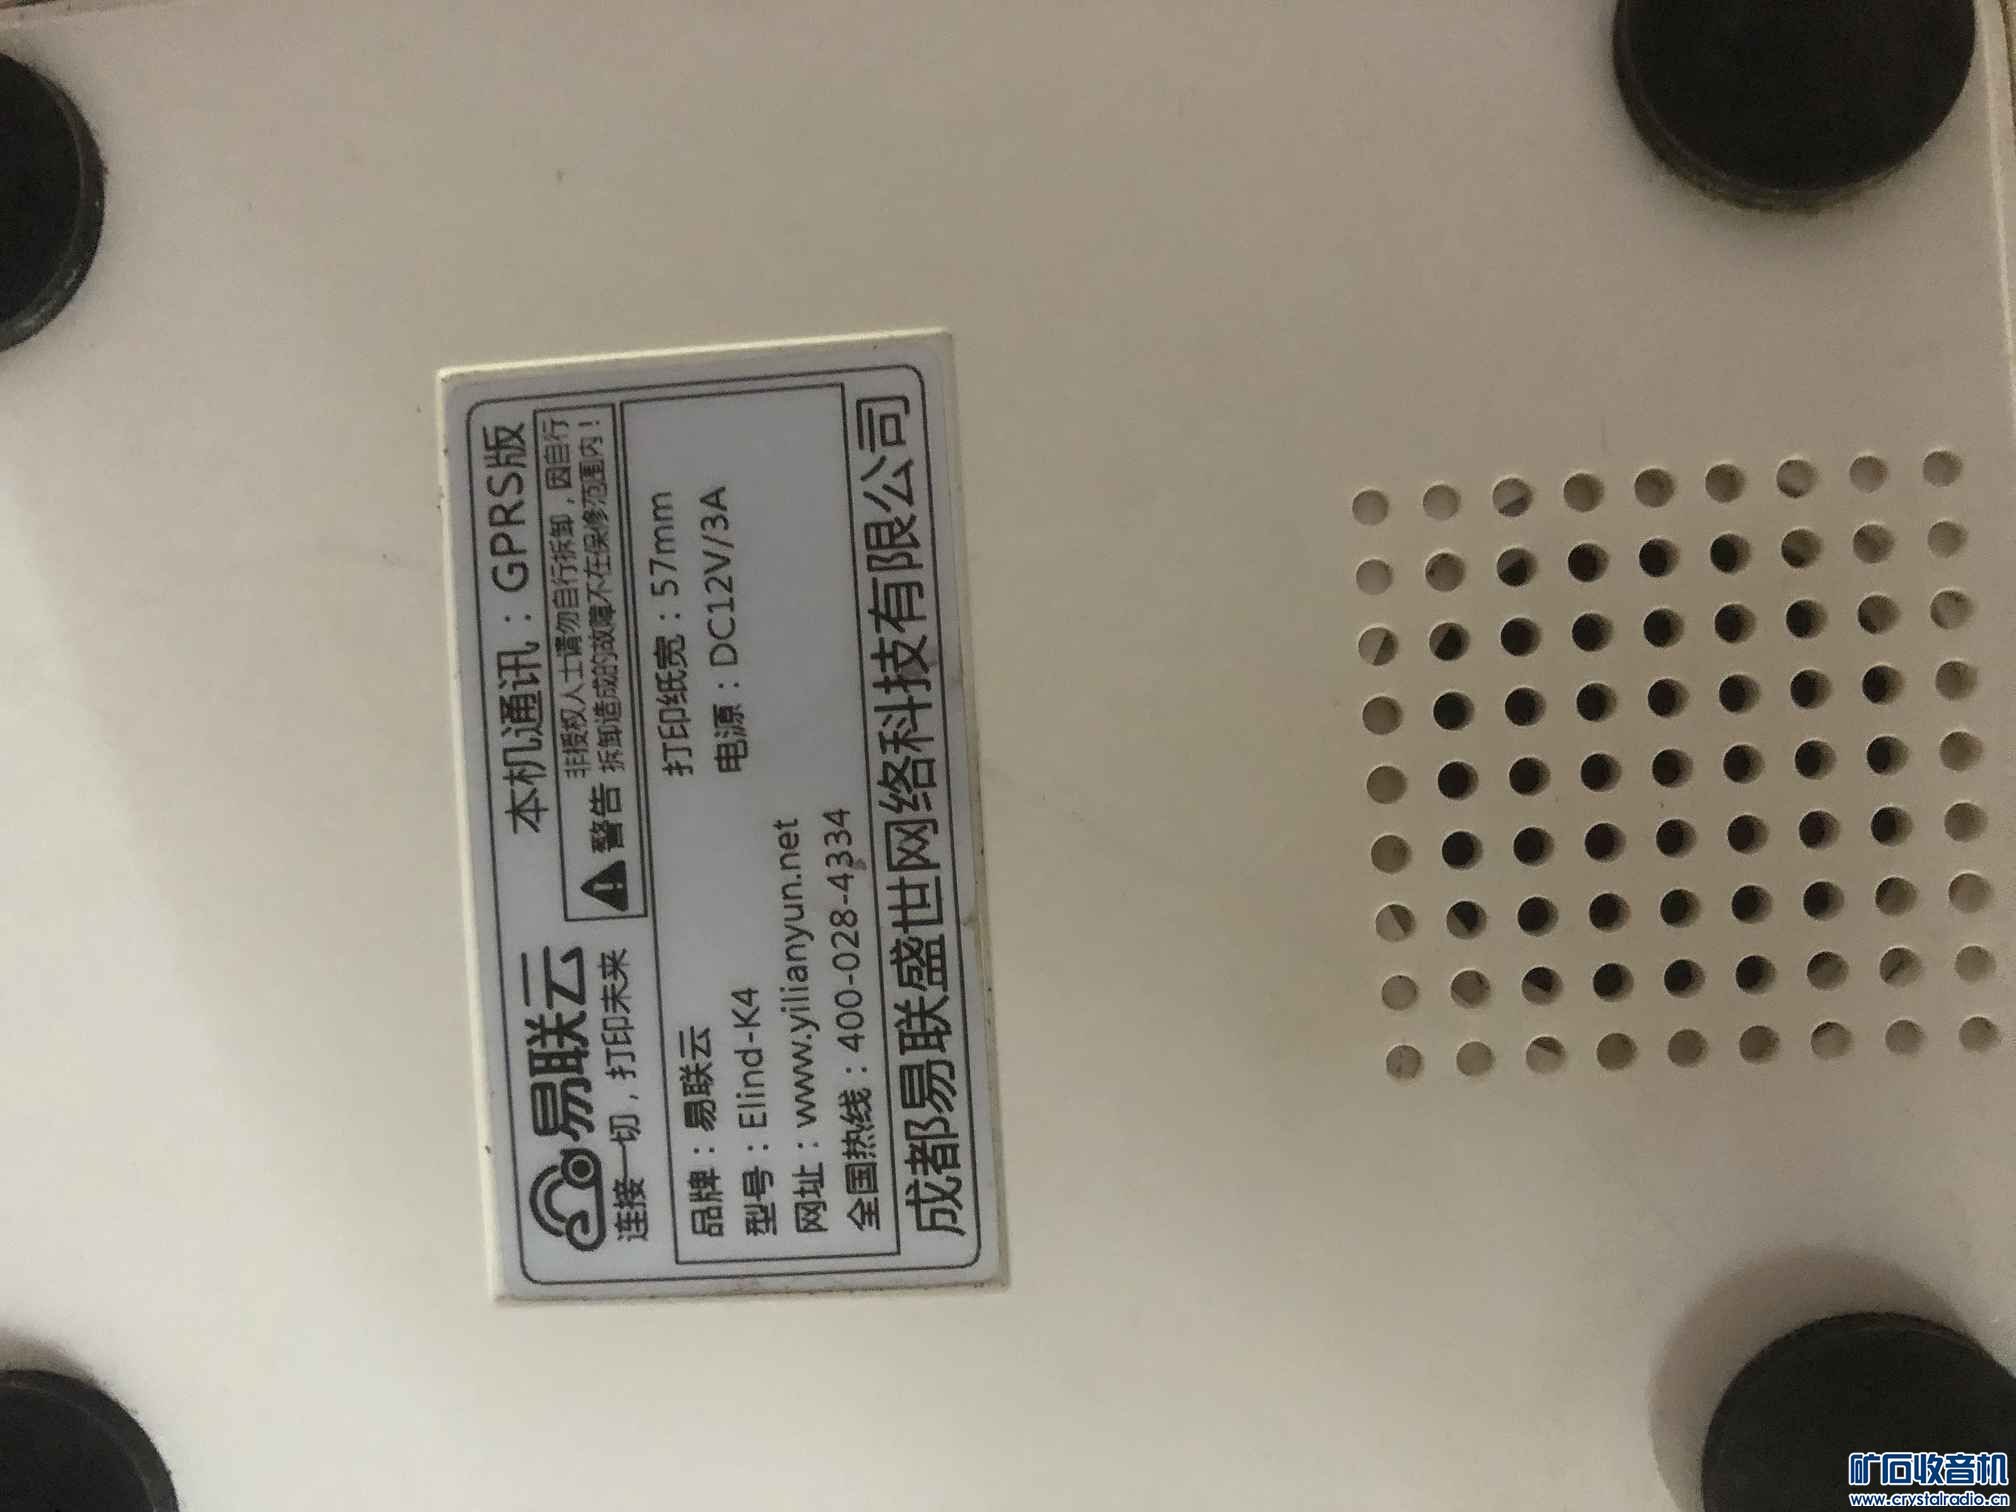 易联云
连接一切，打印未来
本机通讯：GPRS版
警告
非授权人士请勿自行拆卸，因自行
拆卸造成的故障不在保修范围内！
品牌：易联云
打印纸宽：57mm
型号：Elind-K4
电源：DC12V/3A
网址：www.yilianyun.net
全国热线：400-028-4334
成都易联盛世网络科技有限公司
矿石收音机
www.crystalradio.cn